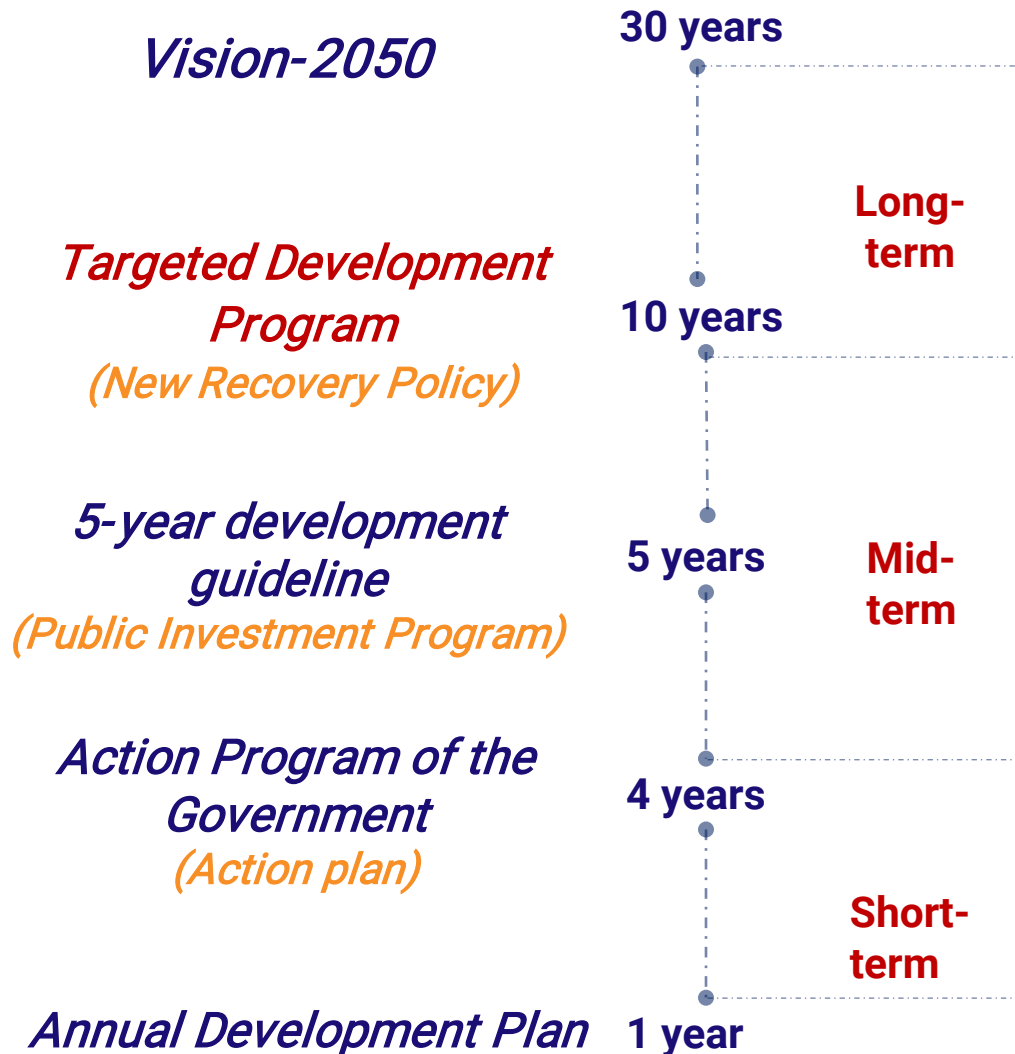 Vision-2050
30 years
Long-
term
Targeted Development
Program
(New Recovery Policy)
10 years
5-year development
guideline
(Public Investment Program)
5 years
Mid-
term
Action Program of the
Government
(Action plan)
4 years
Short-
term
Annual Development Plan
1 year